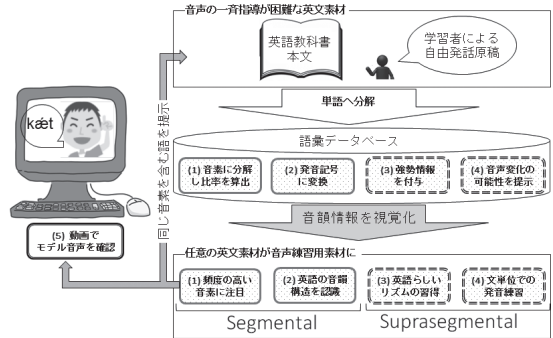 音声の一斉指導が困難な英文素材
英語教科書
本文
学習者による
自由発話原稿
単語へ分解
語彙データベース
(1) 音素に分解
し比率を算出
(2) 発音記号
に変換
(3) 強勢情報
を付与
(4) 音声変化の
可能性を提示
音韻情報を視覚化
任意の英文素材が音声練習用素材に
(1) 頻度の高い
音素に注目
(2) 英語の音韻
構造を認識
(3) 英語らしい
リズムの習得
(4) 文単位での
発音練習
Segmental
Suprasegmental
同じ音素を含む語を提示
kæt
(5) 動画で
モデル音声を確認